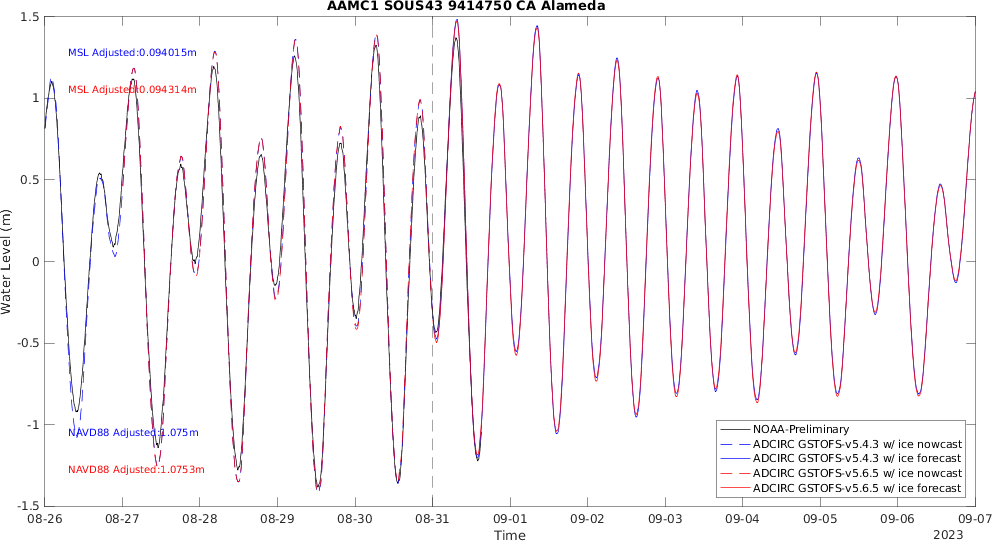 AAMC1 SOUS43 9414750 CA Alameda
1.5
1
0.5
0
-0.5
-1
-1.5
Water Level (m)
MSL Adjusted:0.094015m
MSL Adjusted:0.094314m
NAVD88 Adjusted:1.075m
NAVD88 Adjusted:1.0753m
NOAA-Preliminary
ADCIRC GSTOFS-v5.4.3 w/ ice nowcast
ADCIRC GSTOFS-v5.4.3 w/ ice forecast
ADCIRC GSTOFS-v5.6.5 w/ ice nowcast
ADCIRC GSTOFS-v5.6.5 w/ ice forecast
08-26 08-27 08-28 08-29 08-30 08-31 09-01 09-02 09-03 09-04 09-05 09-06 09-07
Time
2023